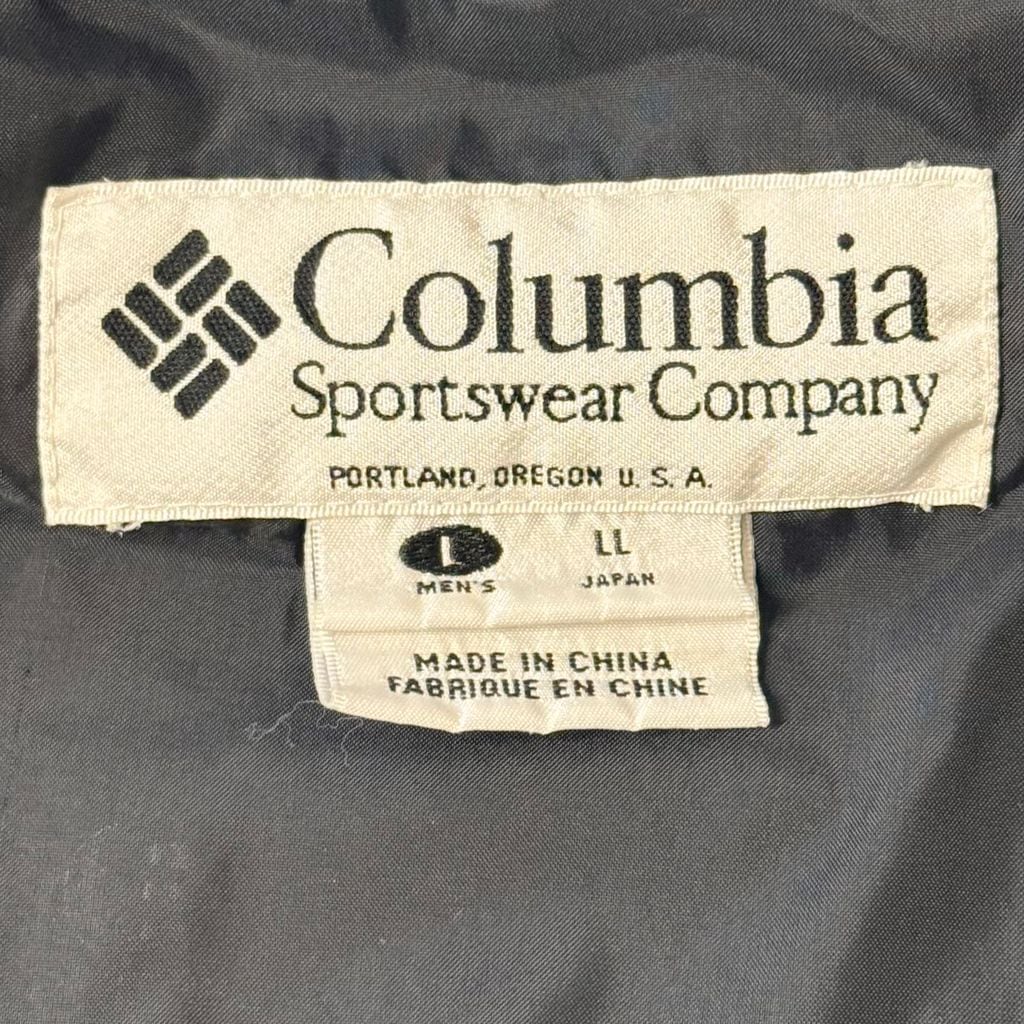 Columbia
Sportswear Company
PORTLAND, OREGON U. S. A.
L LL
MEN'S JAPAN
MADE IN CHINA
FABRIQUE EN CHINE